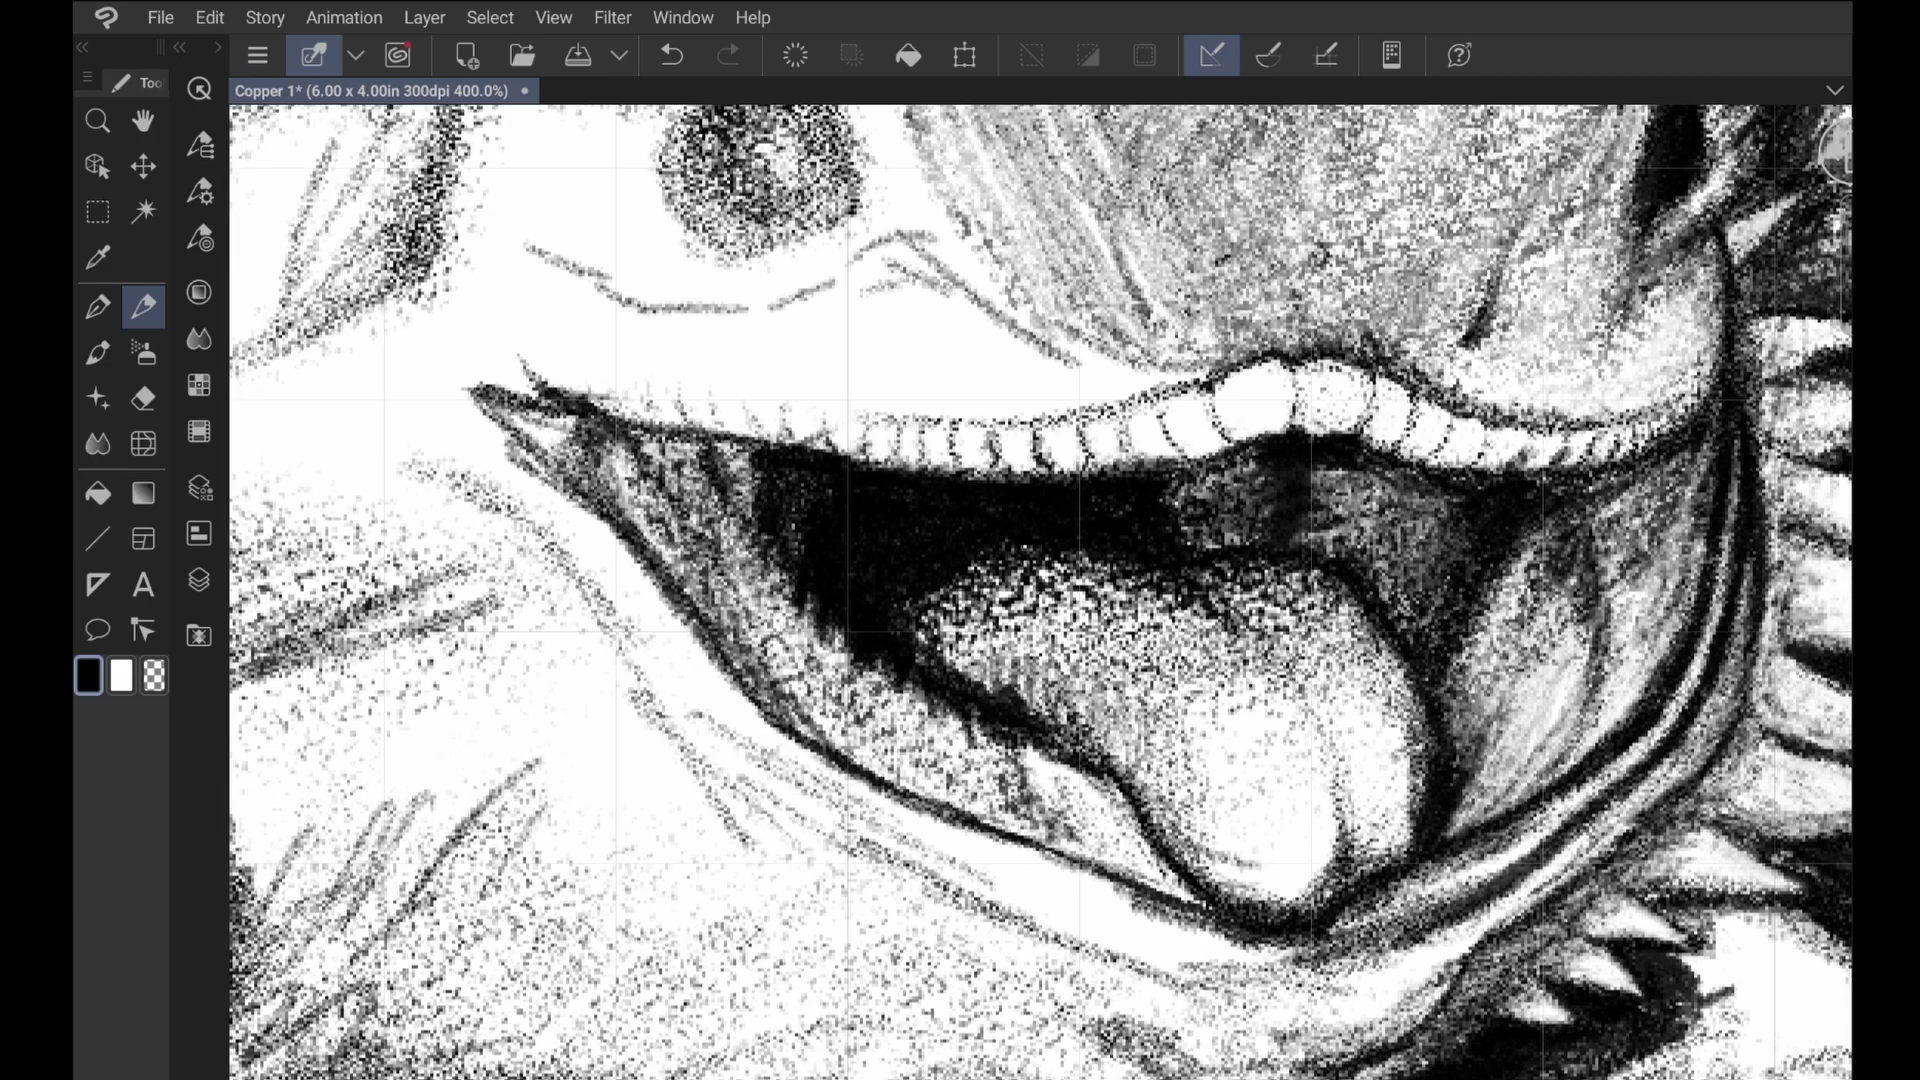 File Edit Story Animation Layer Select View Filter Window Help
Too
Copper 1* (6.00 x 4.00in 300dpi 400.0%)